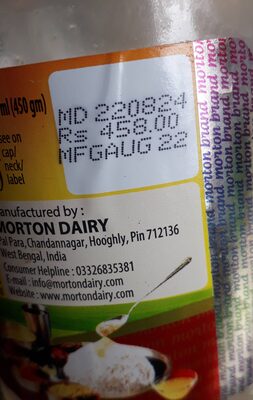 ml (450 gm)
MD 220824
Rs 458.00
MFGAUG 22
see on
cap/
neck/
label
anufactured by :
MORTON DAIRY
Pal Para, Chandannagar, Hooghly, Pin 712136
West Bengal, India
Consumer Helpline : 03326835381
E-mail : info@mortondairy.com
Website : www.mortondairy.com
morton brand morton brand morton